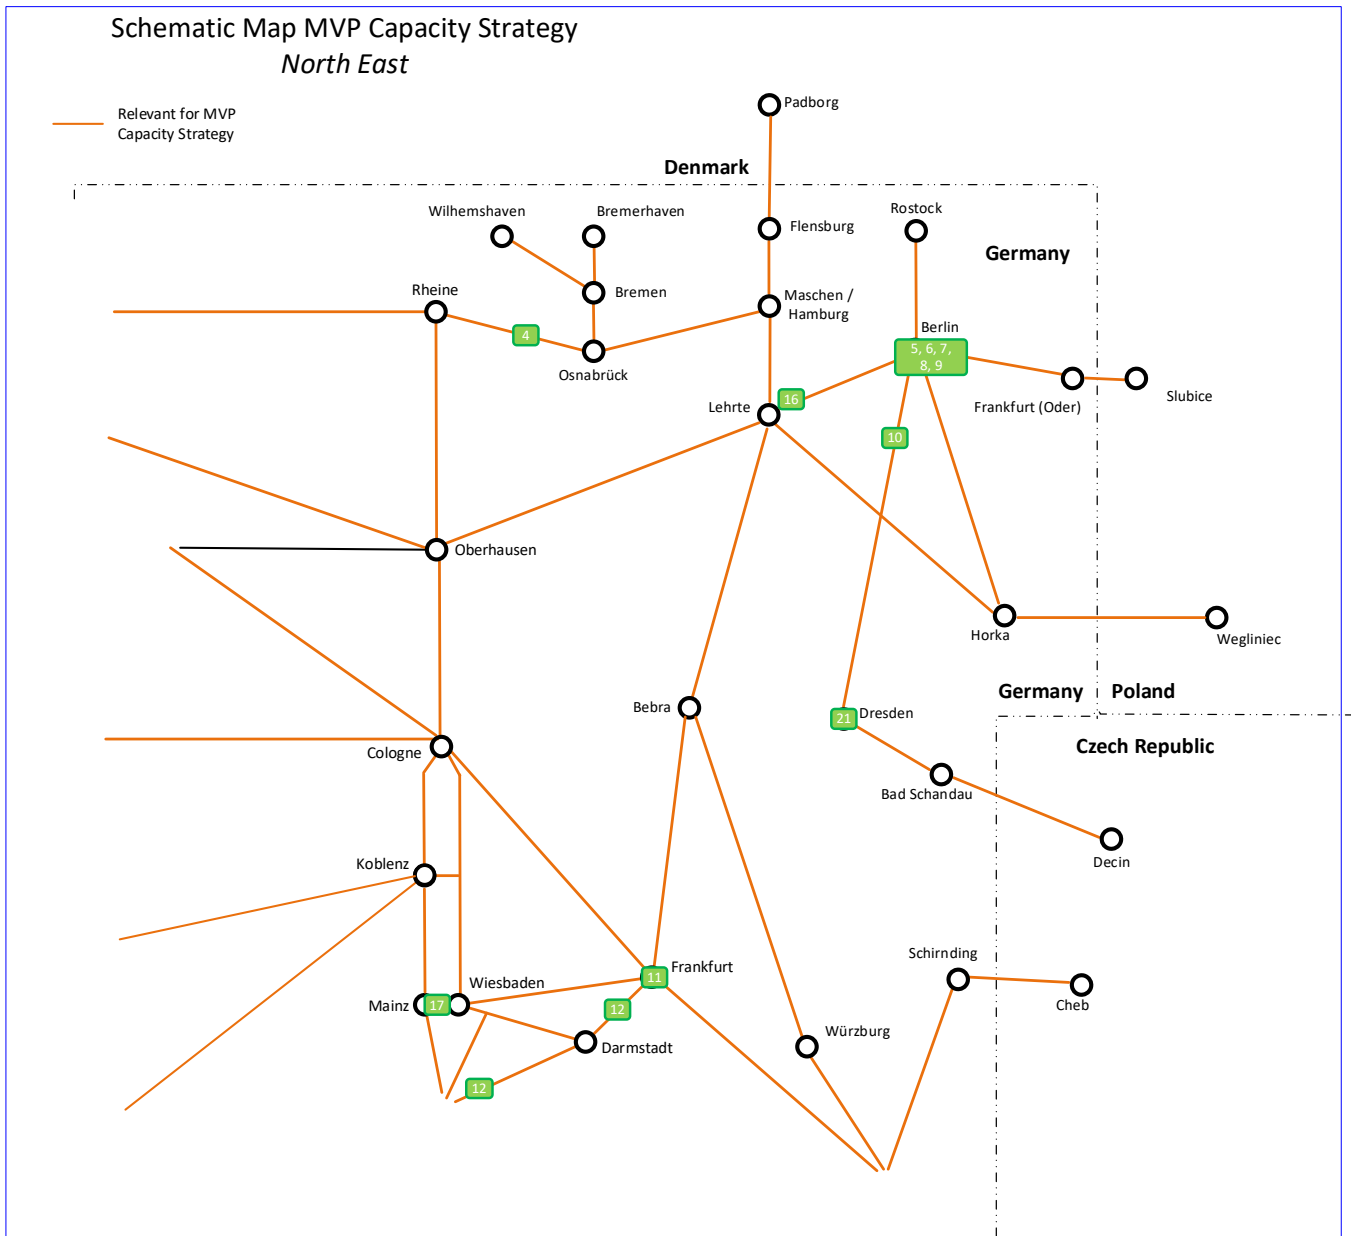 Schematic Map MVP Capacity Strategy
North East
Relevant for MVP
Capacity Strategy
Padborg
Denmark
Wilhemshaven
Bremerhaven
Rostock
Flensburg
Germany
Rheine
Bremen
Maschen /
Hamburg
4
Berlin
5, 6, 7,
8, 9
Osnabrück
Frankfurt (Oder)
Slubice
16
Lehrte
10
Oberhausen
Horka
Wegliniec
Germany
Poland
Bebra
21
Dresden
Czech Republic
Cologne
Bad Schandau
Decin
Koblenz
Schirnding
Frankfurt
11
Wiesbaden
Mainz
17
12
Cheb
Würzburg
Darmstadt
12